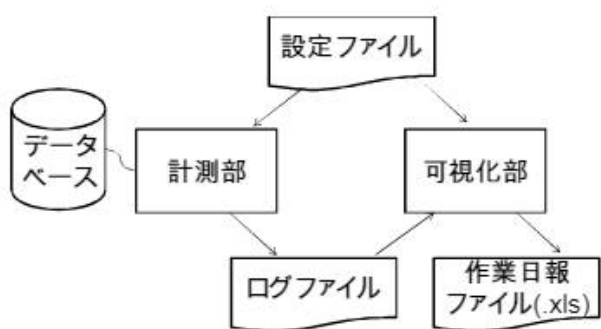 設定ファイル
データ
ベース
計測部
可視化部
ログファイル
作業日報
ファイル(.xls)